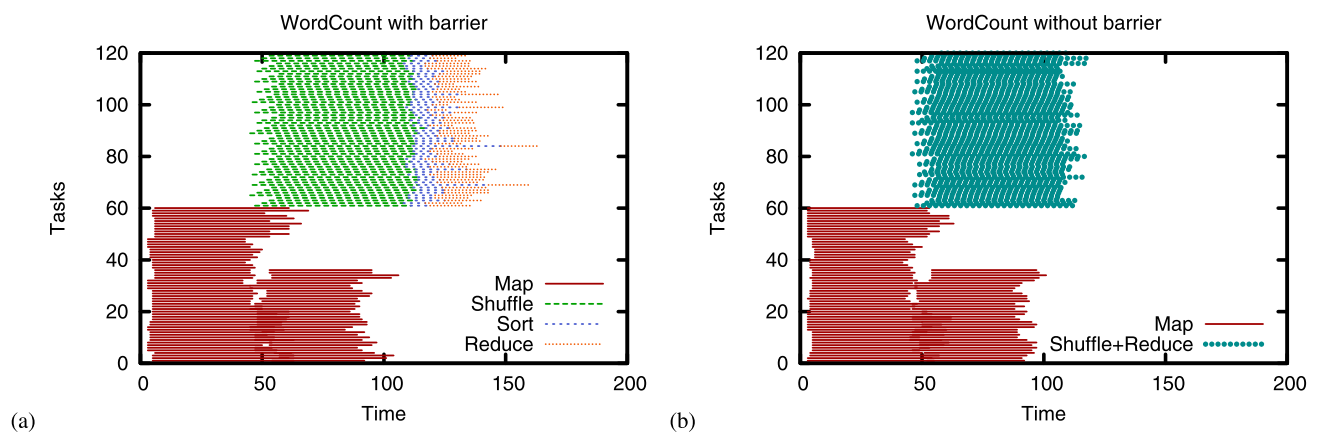 WordCount with barrier
120
100
80
60
40
20
0
Tasks
Map
Shuffle
Sort
Reduce
0 50 100 150 200
Time
(a)
WordCount without barrier
120
100
80
60
40
20
0
Tasks
Map
Shuffle+Reduce
0 50 100 150 200
Time
(b)